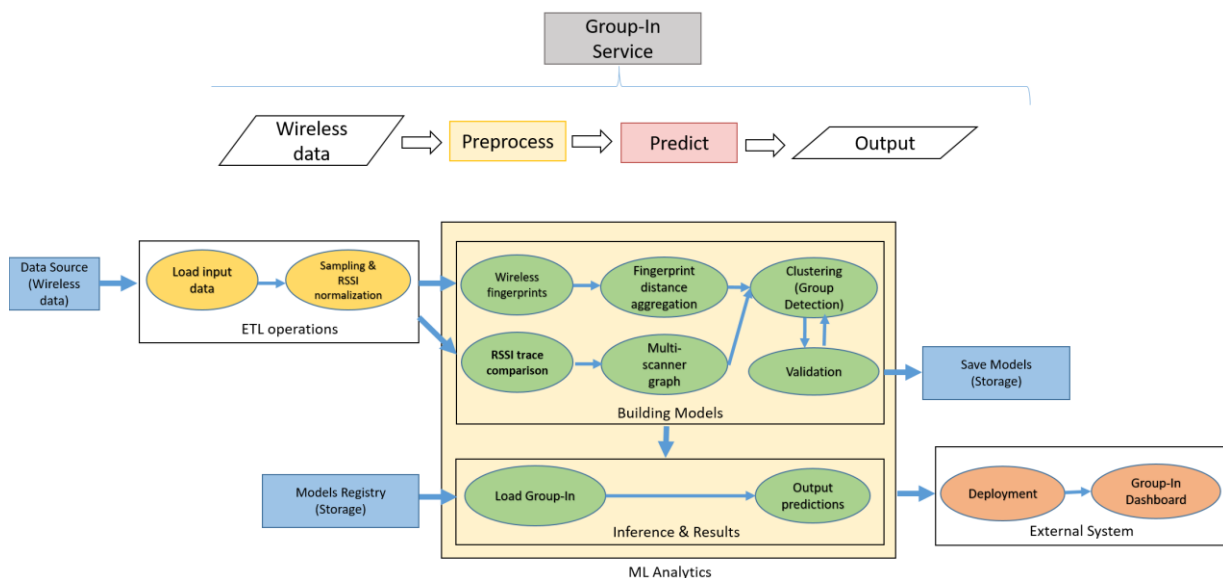 Group-In
Service
Wireless
data
Preprocess
Predict
Output
Data Source
(Wireless
data)
Load input
data
Sampling &
RSSI
normalization
ETL operations
Wireless
fingerprints
Fingerprint
distance
aggregation
Clustering
(Group
Detection)
RSSI trace
comparison
Multi-
scanner
graph
Validation
Building Models
Save Models
(Storage)
Models Registry
(Storage)
Load Group-In
Output
predictions
Inference & Results
ML Analytics
Deployment
Group-In
Dashboard
External System